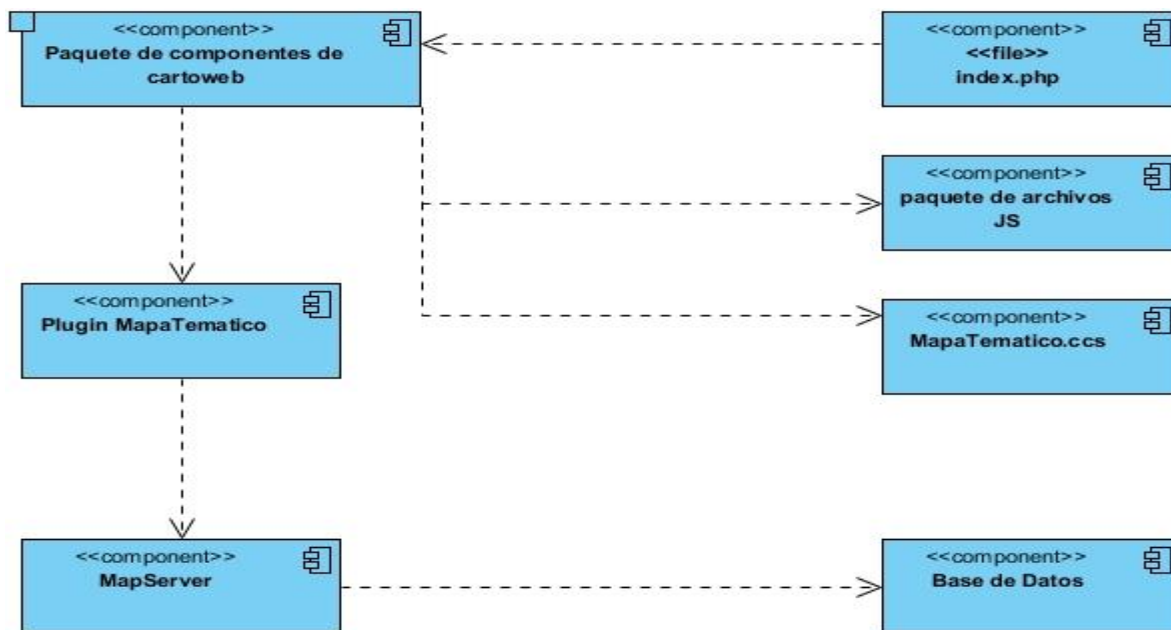 <<component>>
Paquete de componentes de
cartoweb
<<component>>
<<file>>
index.php
<<component>>
paquete de archivos
JS
<<component>>
Plugin MapaTematico
<<component>>
MapaTematico.ccs
<<component>>
MapServer
<<component>>
Base de Datos